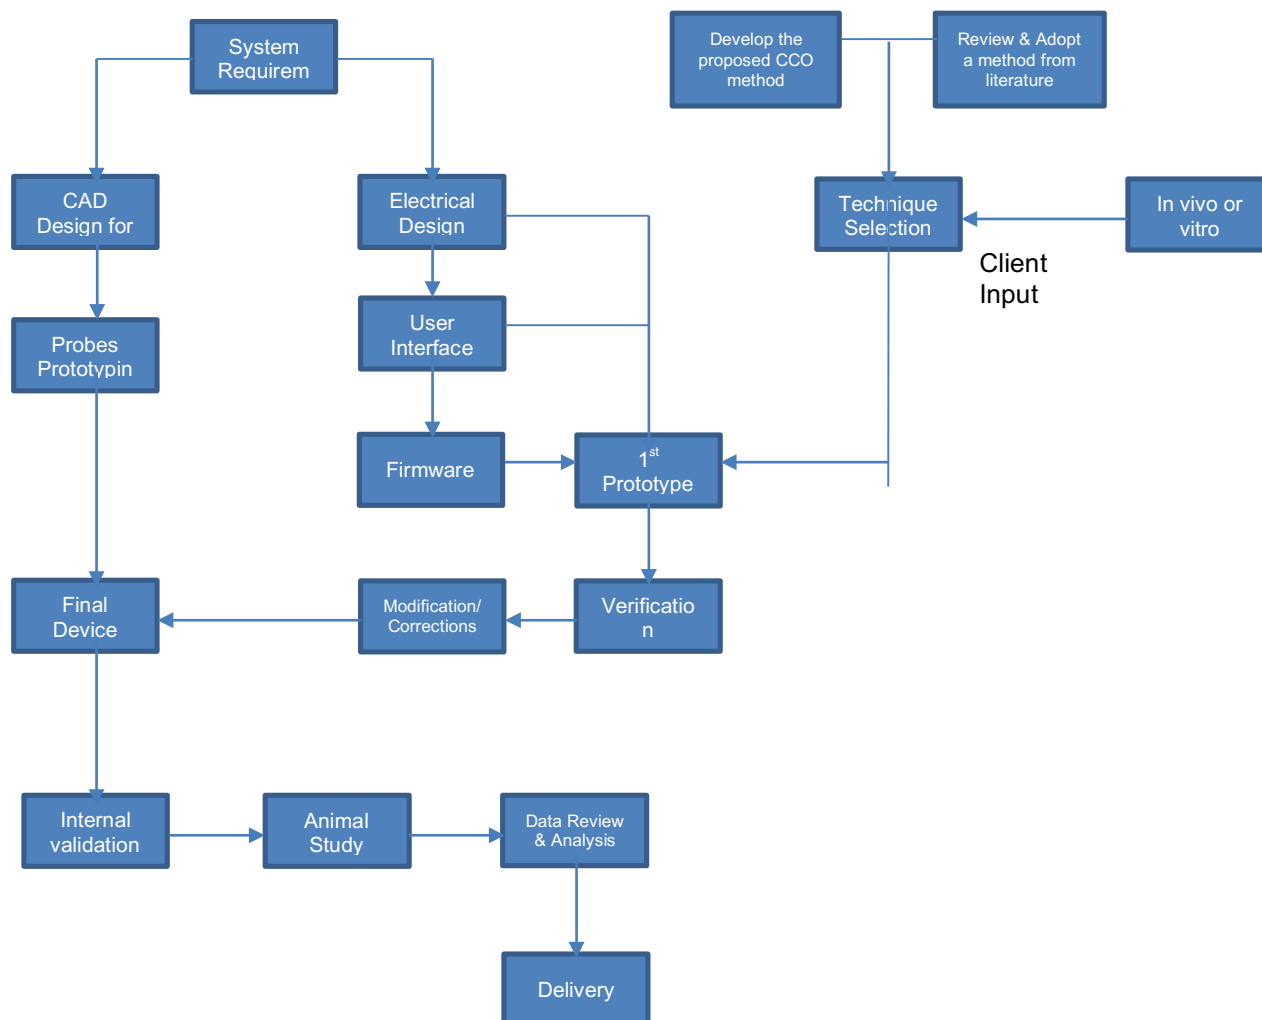 System
Requirem
Develop the
proposed CCO
method
Review & Adopt
a method from
literature
CAD
Design for
Electrical
Design
Technique
Selection
In vivo or
vitro
Client
Input
Probes
Prototypin
User
Interface
Firmware
1st
Prototype
Final
Device
Modification/
Corrections
Verificatio
n
Internal
validation
Animal
Study
Data Review
& Analysis
Delivery